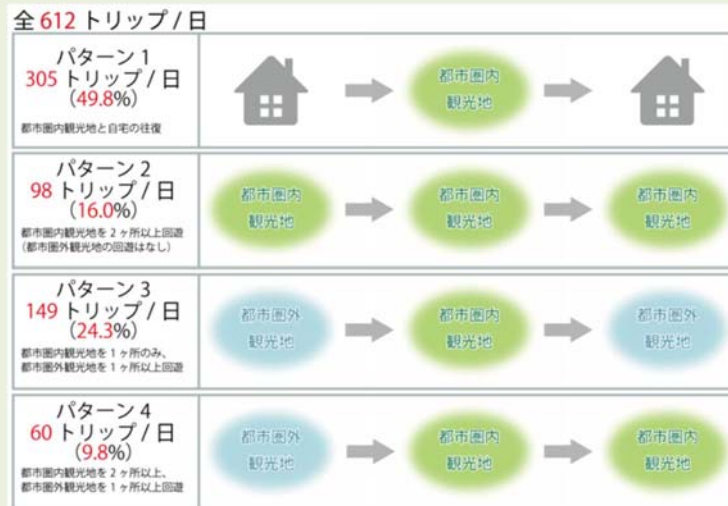 全 612 トリップ / 日
パターン 1
305 トリップ / 日
(49.8%)
都市圏内観光地と自宅の往復
都市圏内
観光地
パターン 2
98 トリップ / 日
(16.0%)
都市圏内観光地を 2 ヶ所以上回遊
(都市圏外観光地の回遊はなし)
都市圏内
観光地
都市圏内
観光地
都市圏内
観光地
パターン 3
149 トリップ / 日
(24.3%)
都市圏内観光地を 1 ヶ所のみ、
都市圏外観光地を 1 ヶ所以上回遊
都市圏外
観光地
都市圏内
観光地
都市圏外
観光地
パターン 4
60 トリップ / 日
(9.8%)
都市圏内観光地を 2 ヶ所以上、
都市圏外観光地を 1 ヶ所以上回遊
都市圏外
観光地
都市圏内
観光地
都市圏内
観光地